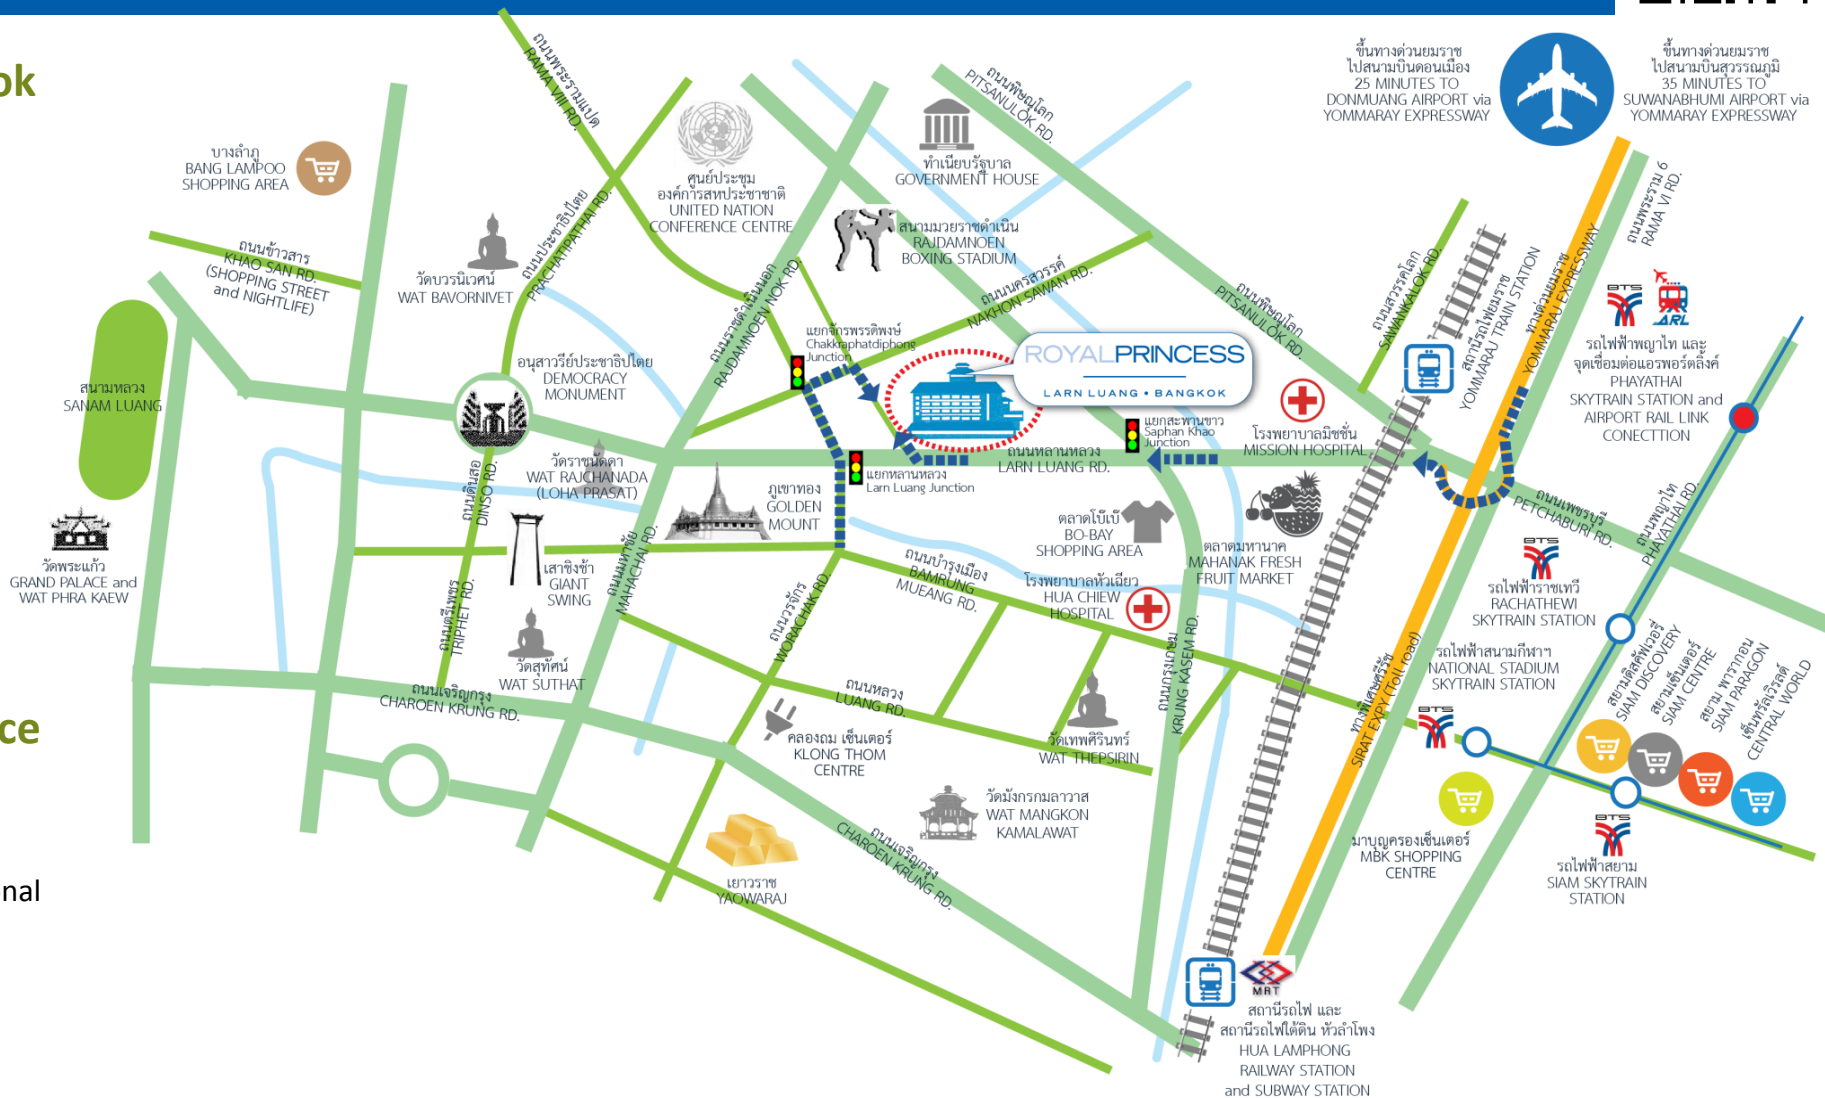 ok
ce
onal
ถนนพระรามแปด
RAMA VIII RD.
บางลำภู
BANG LAMPOO
SHOPPING AREA
ถนนข้าวสาร
KHAO SAN RD.
(SHOPPING STREET
and NIGHTLIFE)
วัดบวรนิเวศน์
WAT BAVORNIVET
ถนนประชาธิปไตย
PRACHATIPATHAI RD.
ศูนย์ประชุม
องค์การสหประชาชาติ
UNITED NATION
CONFERENCE CENTRE
ทำเนียบรัฐบาล
GOVERNMENT HOUSE
ถนนพิษณุโลก
PITSANULOK RD.
ขึ้นทางด่วนยมราช
ไปสนามบินดอนเมือง
25 MINUTES TO
DONMUANG AIRPORT via
YOMMARAY EXPRESSWAY
ขึ้นทางด่วนยมราช
ไปสนามบินสุวรรณภูมิ
35 MINUTES TO
SUWANABHUMI AIRPORT via
YOMMARAY EXPRESSWAY
ถนนพระราม 6
RAMA VI RD.
สนามมวยราชดำเนิน
RAJDAMNOEN
BOXING STADIUM
ถนนราชดำเนินนอก
RAJDAMNOEN NOK RD.
ถนนนครสวรรค์
NAKHON SAWAN RD.
ถนนพิษณุโลก
PITSANULOK RD.
ถนนสวรรคโลก
SAWANKALOK RD.
สถานีรถไฟยมราช
YOMMARAJ TRAIN STATION
ทางด่วนยมราช
YOMMARAJ EXPRESSWAY
BTS
ARL
รถไฟฟ้าพญาไท และ
จุดเชื่อมต่อแอรพอร์ตลิ้งค์
PHAYATHAI
SKYTRAIN STATION and
AIRPORT RAIL LINK
CONECTTION
แยกจักรพรรดิพงษ์
Chakkraphatdiphong
Junction
ROYALPRINCESS
LARN LUANG • BANGKOK
สนามหลวง
SANAM LUANG
อนุสาวรีย์ประชาธิปไตย
DEMOCRACY
MONUMENT
วัดราชนัดดา
WAT RAJCHANADA
(LOHA PRASAT)
ภูเขาทอง
GOLDEN
MOUNT
แยกหลานหลวง
Larn Luang Junction
ถนนหลานหลวง
LARN LUANG RD.
แยกสะพานขาว
Saphan Khao
Junction
โรงพยาบาลมิชชั่น
MISSION HOSPITAL
ถนนเพชรบุรี
PETCHABURI RD.
ถนนพญาไท
PHAYATHAI RD.
ถนนดินสอ
DINSO RD.
วัดพระแก้ว
GRAND PALACE and
WAT PHRA KAEW
เสาชิงช้า
GIANT
SWING
ถนนมหาชัย
MAHACHAI RD.
ถนนตรีเพชร
TRIPHET RD.
วัดสุทัศน์
WAT SUTHAT
ถนนวรจักร
WORACHAK RD.
ถนนบำรุงเมือง
BAMRUNG
MUEANG RD.
ตลาดโบ๊เบ๊
BO-BAY
SHOPPING AREA
ตลาดมหานาค
MAHANAK FRESH
FRUIT MARKET
โรงพยาบาลหัวเฉียว
HUA CHIEW
HOSPITAL
ถนนกรุงเกษม
KRUNG KASEM RD.
BTS
รถไฟฟ้าราชเทวี
RACHATHEWI
SKYTRAIN STATION
รถไฟฟ้าสนามกีฬาฯ
NATIONAL STADIUM
SKYTRAIN STATION
BTS
ทางพิเศษศรีรัช
SIRAT EXPY (Toll road)
สยามดิสคัฟเวอรี่
SIAM DISCOVERY
สยามเซ็นเตอร์
SIAM CENTRE
สยาม พารากอน
SIAM PARAGON
เซ็นทรัลเวิรลด์
CENTRAL WORLD
ถนนเจริญกรุง
CHAROEN KRUNG RD.
ถนนหลวง
LUANG RD.
คลองถม เซ็นเตอร์
KLONG THOM
CENTRE
วัดเทพศิรินทร์
WAT THEPSIRIN
วัดมังกรกมลาวาส
WAT MANGKON
KAMALAWAT
ถนนเจริญกรุง
CHAROEN KRUNG RD.
เยาวราช
YAOWARAJ
มาบุญครองเซ็นเตอร์
MBK SHOPPING
CENTRE
BTS
รถไฟฟ้าสยาม
SIAM SKYTRAIN
STATION
MRT
สถานีรถไฟ และ
สถานีรถไฟใต้ดิน หัวลำโพง
HUA LAMPHONG
RAILWAY STATION
and SUBWAY STATION